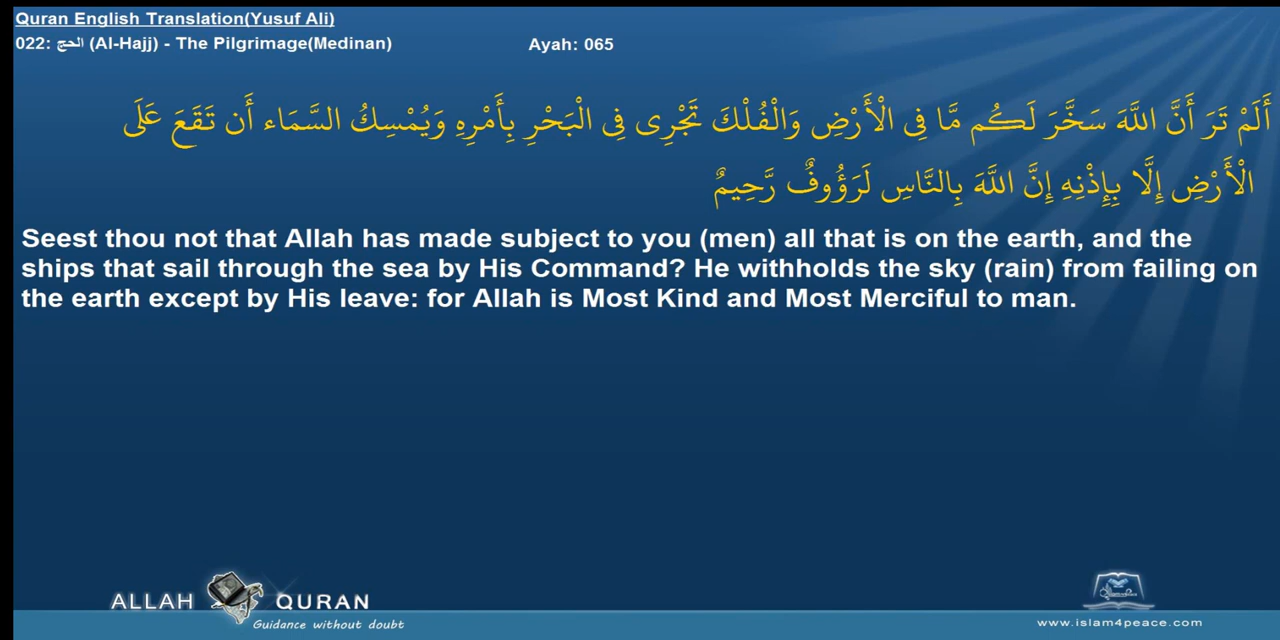 Quran English Translation(Yusuf Ali)
022: الحج (Al-Hajj) - The Pilgrimage(Medinan) Ayah: 065
أَلَمْ تَرَ أَنَّ اللَّهَ سَخَّرَ لَكُم مَّا فِي الْأَرْضِ وَالْفُلْكَ تَجْرِي فِي الْبَحْرِ بِأَمْرِهِ وَيُمْسِكُ السَّمَاء أَن تَقَعَ عَلَى
الْأَرْضِ إِلَّا بِإِذْنِهِ إِنَّ اللَّهَ بِالنَّاسِ لَرَؤُوفٌ رَّحِيمٌ
Seest thou not that Allah has made subject to you (men) all that is on the earth, and the
ships that sail through the sea by His Command? He withholds the sky (rain) from failing on
the earth except by His leave: for Allah is Most Kind and Most Merciful to man.
ALLAH QURAN
Guidance without doubt
www.islam4peace.com